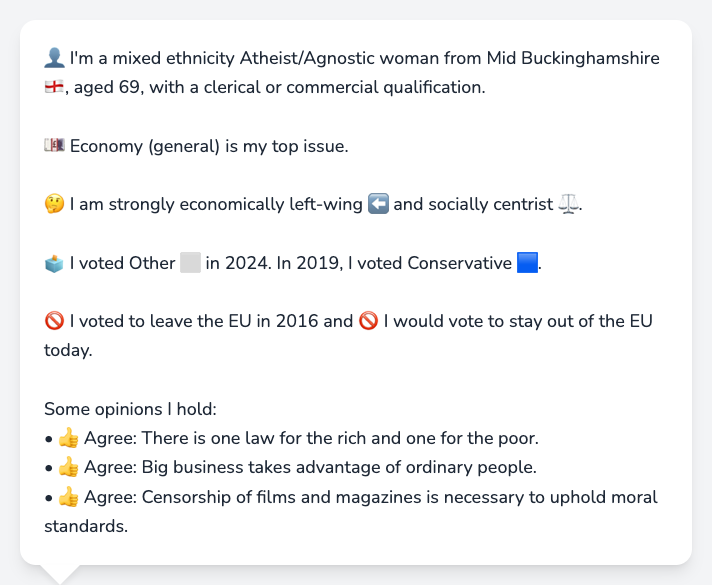 👤 I'm a mixed ethnicity Atheist/Agnostic woman from Mid Buckinghamshire
🏴󠁧󠁢󠁥󠁮󠁧󠁿, aged 69, with a clerical or commercial qualification.
💷 Economy (general) is my top issue.
🤔 I am strongly economically left-wing ⬅️ and socially centrist ⚖️.
🗳️ I voted Other ⬜ in 2024. In 2019, I voted Conservative 🟦.
🚫 I voted to leave the EU in 2016 and 🚫 I would vote to stay out of the EU
today.
Some opinions I hold:
• 👍 Agree: There is one law for the rich and one for the poor.
• 👍 Agree: Big business takes advantage of ordinary people.
• 👍 Agree: Censorship of films and magazines is necessary to uphold moral
standards.